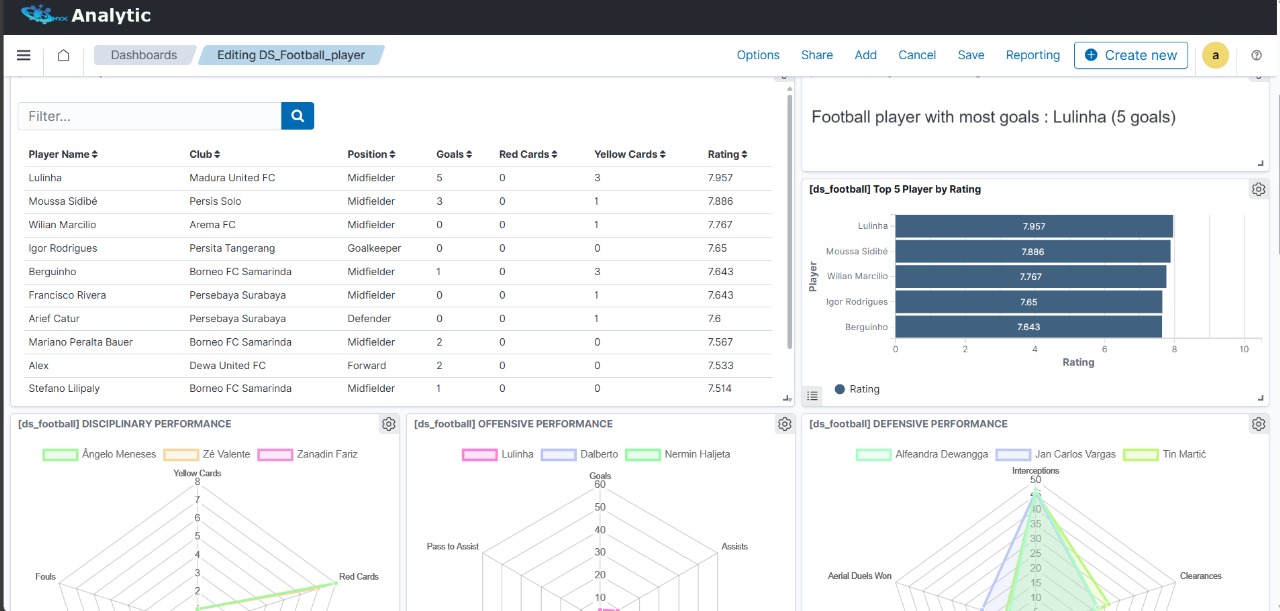 Analytic
Dashboards
Editing DS_Football_player
Options Share Add Cancel Save Reporting Create new a
Filter...
Player Name Club Position Goals Red Cards Yellow Cards Rating
Lulinha Madura United FC Midfielder 5 0 3 7.957
Moussa Sidibé Persis Solo Midfielder 3 0 1 7.886
Wilian Marcilio Arema FC Midfielder 0 0 1 7.767
Igor Rodrigues Persita Tangerang Goalkeeper 0 0 0 7.65
Berguinho Borneo FC Samarinda Midfielder 1 0 3 7.643
Francisco Rivera Persebaya Surabaya Midfielder 0 0 1 7.643
Arief Catur Persebaya Surabaya Defender 0 0 1 7.6
Mariano Peralta Bauer Borneo FC Samarinda Midfielder 2 0 0 7.567
Alex Dewa United FC Forward 2 0 0 7.533
Stefano Lilipaly Borneo FC Samarinda Midfielder 1 0 0 7.514
Football player with most goals : Lulinha (5 goals)
[ds_football] Top 5 Player by Rating
Player
Lulinha 7.957
Moussa Sidibé 7.886
Wilian Marcilio 7.767
Igor Rodrigues 7.65
Berguinho 7.643
0 2 4 6 8 10
Rating
Rating
[ds_football] DISCIPLINARY PERFORMANCE
Ângelo Meneses Zé Valente Zanadin Fariz
Yellow Cards
8
7
6
5
4
3
2
Fouls
Red Cards
[ds_football] OFFENSIVE PERFORMANCE
Lulinha Dalberto Nermin Haljeta
Goals
60
50
40
30
20
10
Pass to Assist
Assists
[ds_football] DEFENSIVE PERFORMANCE
Alfeandra Dewangga Jan Carlos Vargas Tin Martić
Interceptions
50
40
35
30
25
20
15
10
Aerial Duels Won
Clearances